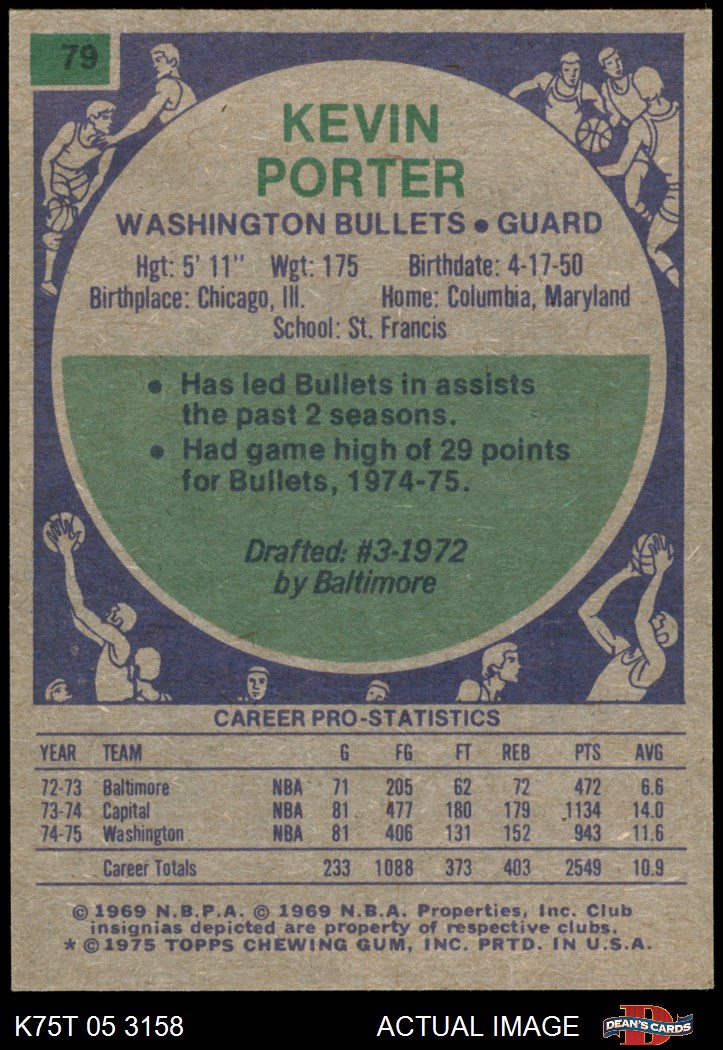 79
KEVIN
PORTER
WASHINGTON BULLETS • GUARD
Hgt: 5' 11" Wgt: 175 Birthdate: 4-17-50
Birthplace: Chicago, Ill. Home: Columbia, Maryland
School: St. Francis
• Has led Bullets in assists
the past 2 seasons.
• Had game high of 29 points
for Bullets, 1974-75.
Drafted: #3-1972
by Baltimore
CAREER PRO-STATISTICS
YEAR TEAM G FG FT REB PTS AVG
72-73 Baltimore NBA 71 205 62 72 472 6.6
73-74 Capital NBA 81 477 180 179 1134 14.0
74-75 Washington NBA 81 406 131 152 943 11.6
Career Totals 233 1088 373 403 2549 10.9
© 1969 N.B.P.A. © 1969 N.B.A. Properties, Inc. Club
insignias depicted are property of respective clubs.
* © 1975 TOPPS CHEWING GUM, INC. PRTD. IN U.S.A.
K75T 05 3158 ACTUAL IMAGE D DEAN'S CARDS